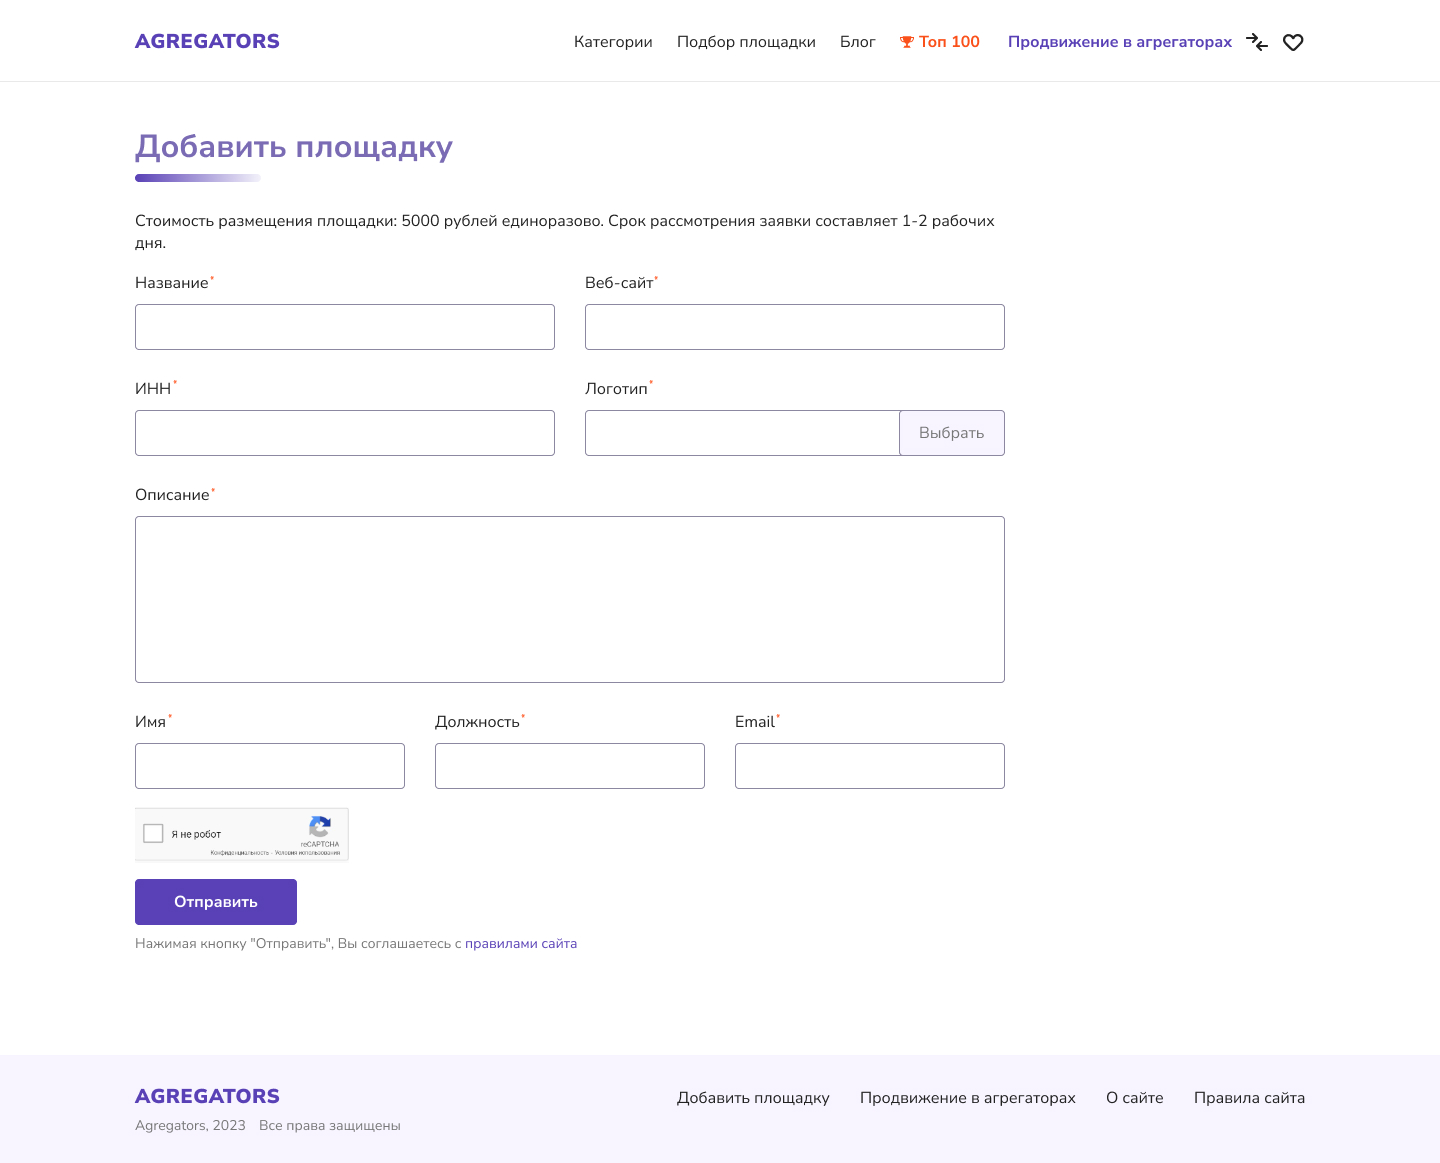 AGREGATORS
Категории
Подбор площадки
Блог
Топ 100
Продвижение в агрегаторах
Добавить площадку
Стоимость размещения площадки: 5000 рублей единоразово. Срок рассмотрения заявки составляет 1-2 рабочих
дня.
Название*
Веб-сайт*
ИНН*
Логотип*
Выбрать
Описание*
Имя*
Должность*
Email*
Я не робот
reCAPTCHA
Конфиденциальность - Условия использования
Отправить
Нажимая кнопку "Отправить", Вы соглашаетесь с правилами сайта
AGREGATORS
Добавить площадку
Продвижение в агрегаторах
О сайте
Правила сайта
Agregators, 2023 Все права защищены